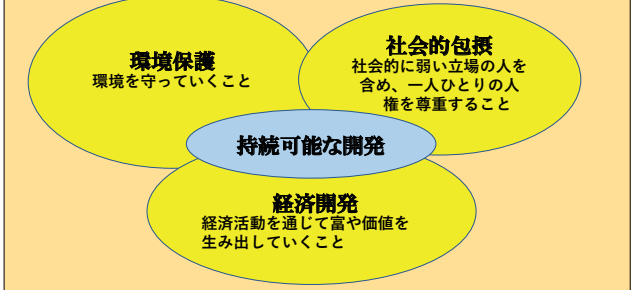 環境保護
環境を守っていくこと
社会的包摂
社会的に弱い立場の人を
含め、一人ひとりの人
権を尊重すること
持続可能な開発
経済開発
経済活動を通じて富や価値を
生み出していくこと